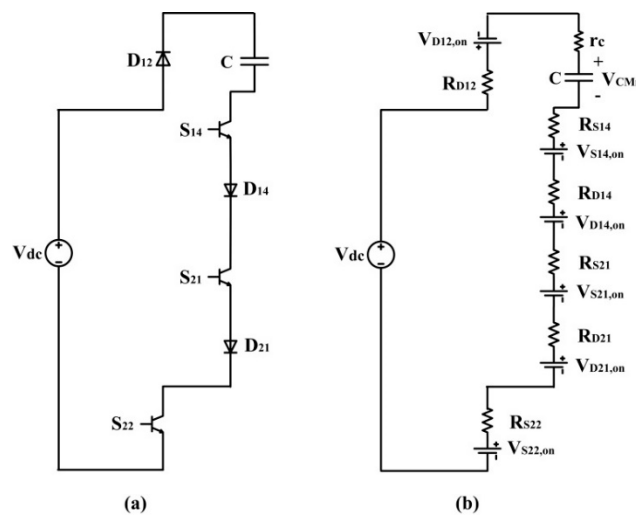 D12
C
S14
D14
Vdc
S21
D21
S22
(a)
VD12,on
RD12
rc
+
C
VCM
-
RS14
VS14,on
RD14
VD14,on
Vdc
RS21
VS21,on
RD21
VD21,on
RS22
VS22,on
(b)